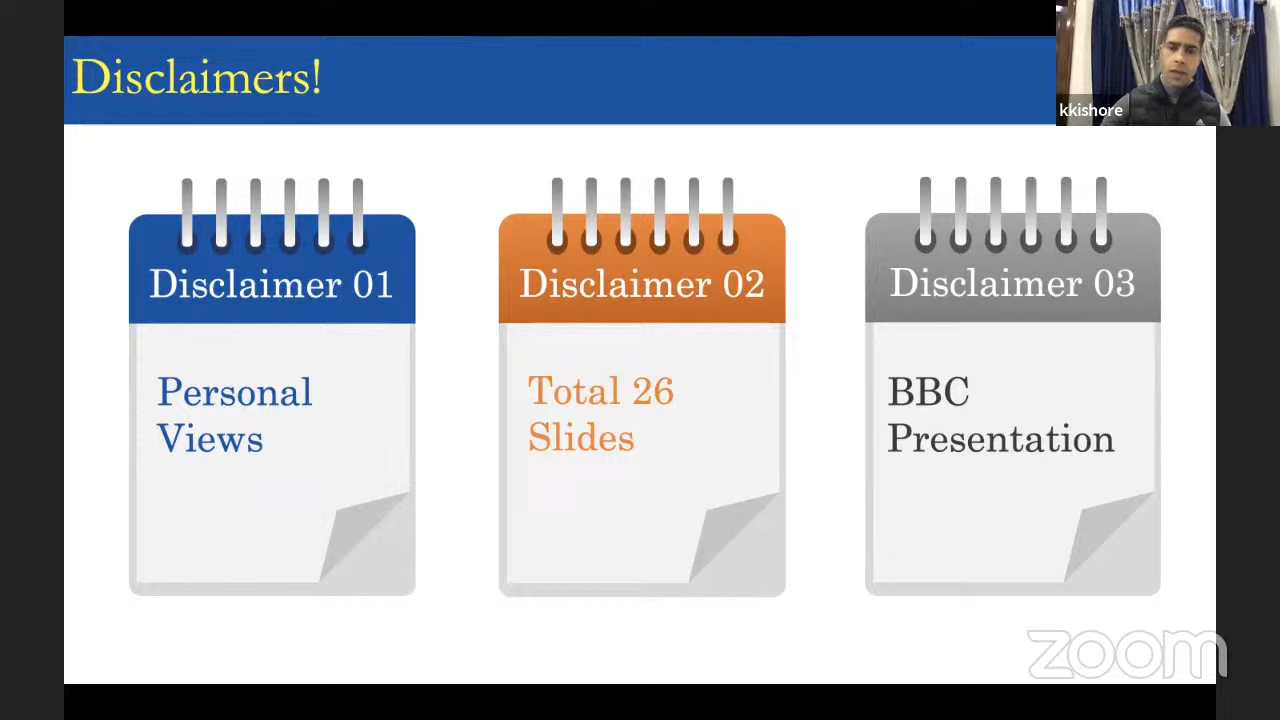 Disclaimers!
kkishore
Disclaimer 01
Personal
Views
Disclaimer 02
Total 26
Slides
Disclaimer 03
BBC
Presentation
zoom